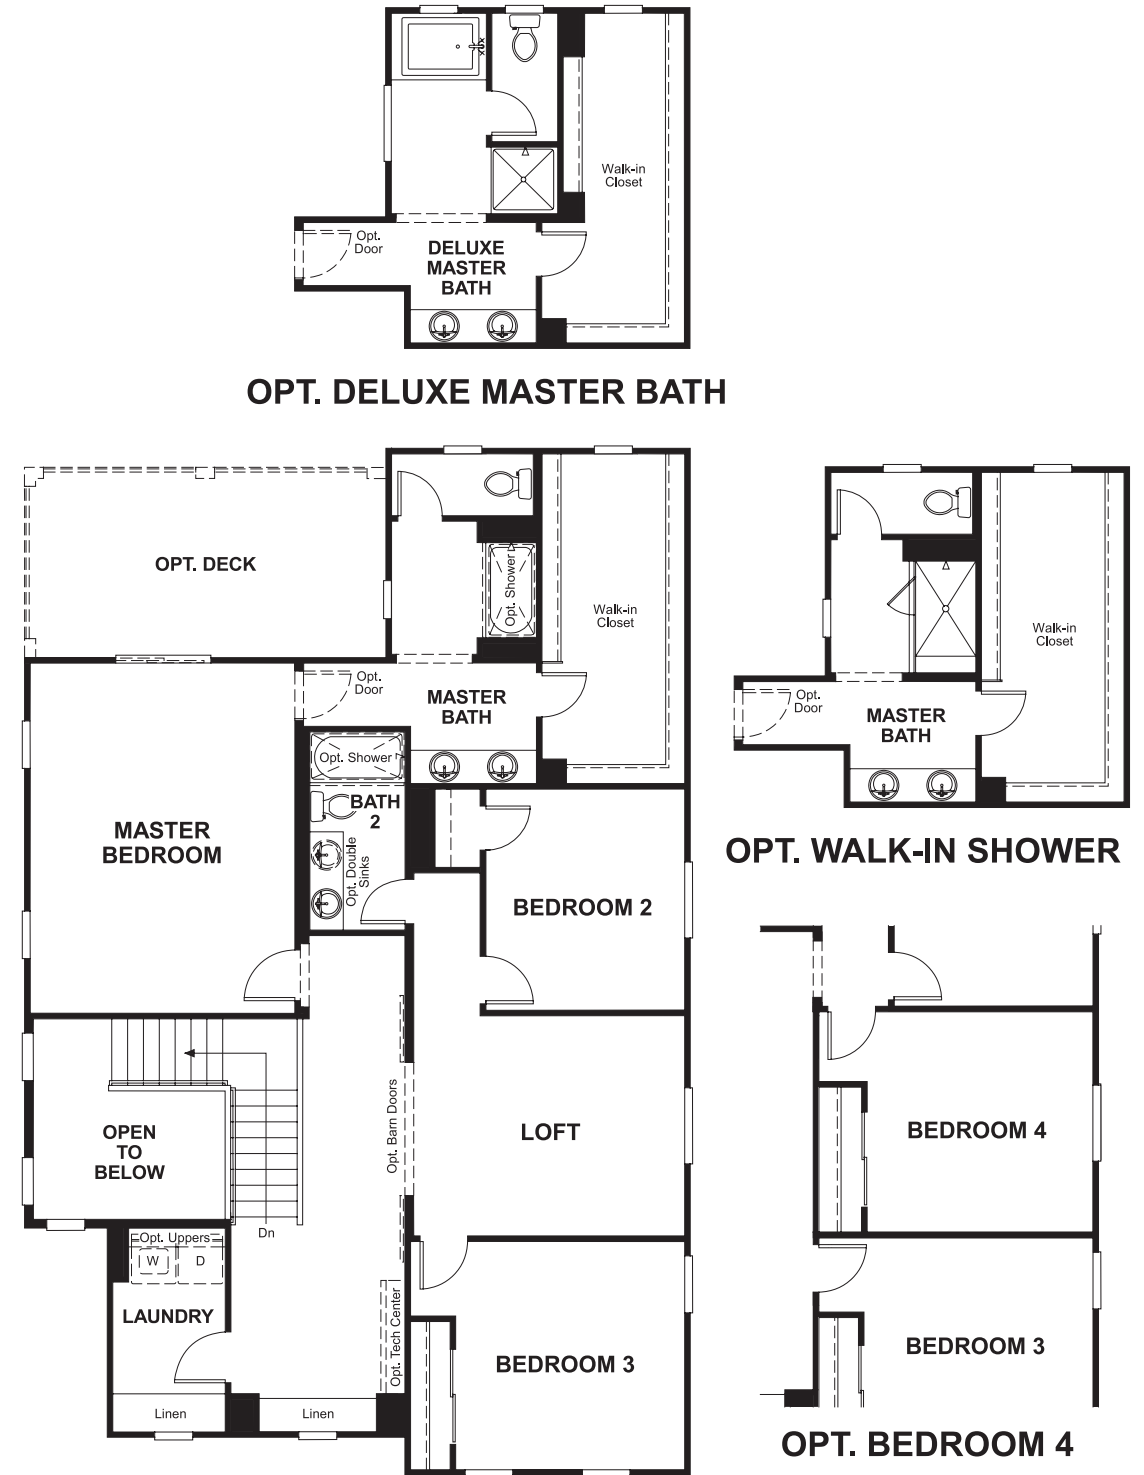 Walk-in
Closet
Opt.
Door
DELUXE
MASTER
BATH
OPT. DELUXE MASTER BATH
OPT. DECK
Opt. Shower
Walk-in
Closet
Opt.
Door
MASTER
BATH
Opt. Shower
BATH
2
Opt. Double
Sinks
MASTER
BEDROOM
BEDROOM 2
OPEN
TO
BELOW
Dn
Opt. Barn Doors
LOFT
Opt. Uppers
W
D
LAUNDRY
Opt. Tech Center
BEDROOM 3
Linen
Linen
Walk-in
Closet
Opt.
Door
MASTER
BATH
OPT. WALK-IN SHOWER
BEDROOM 4
BEDROOM 3
OPT. BEDROOM 4